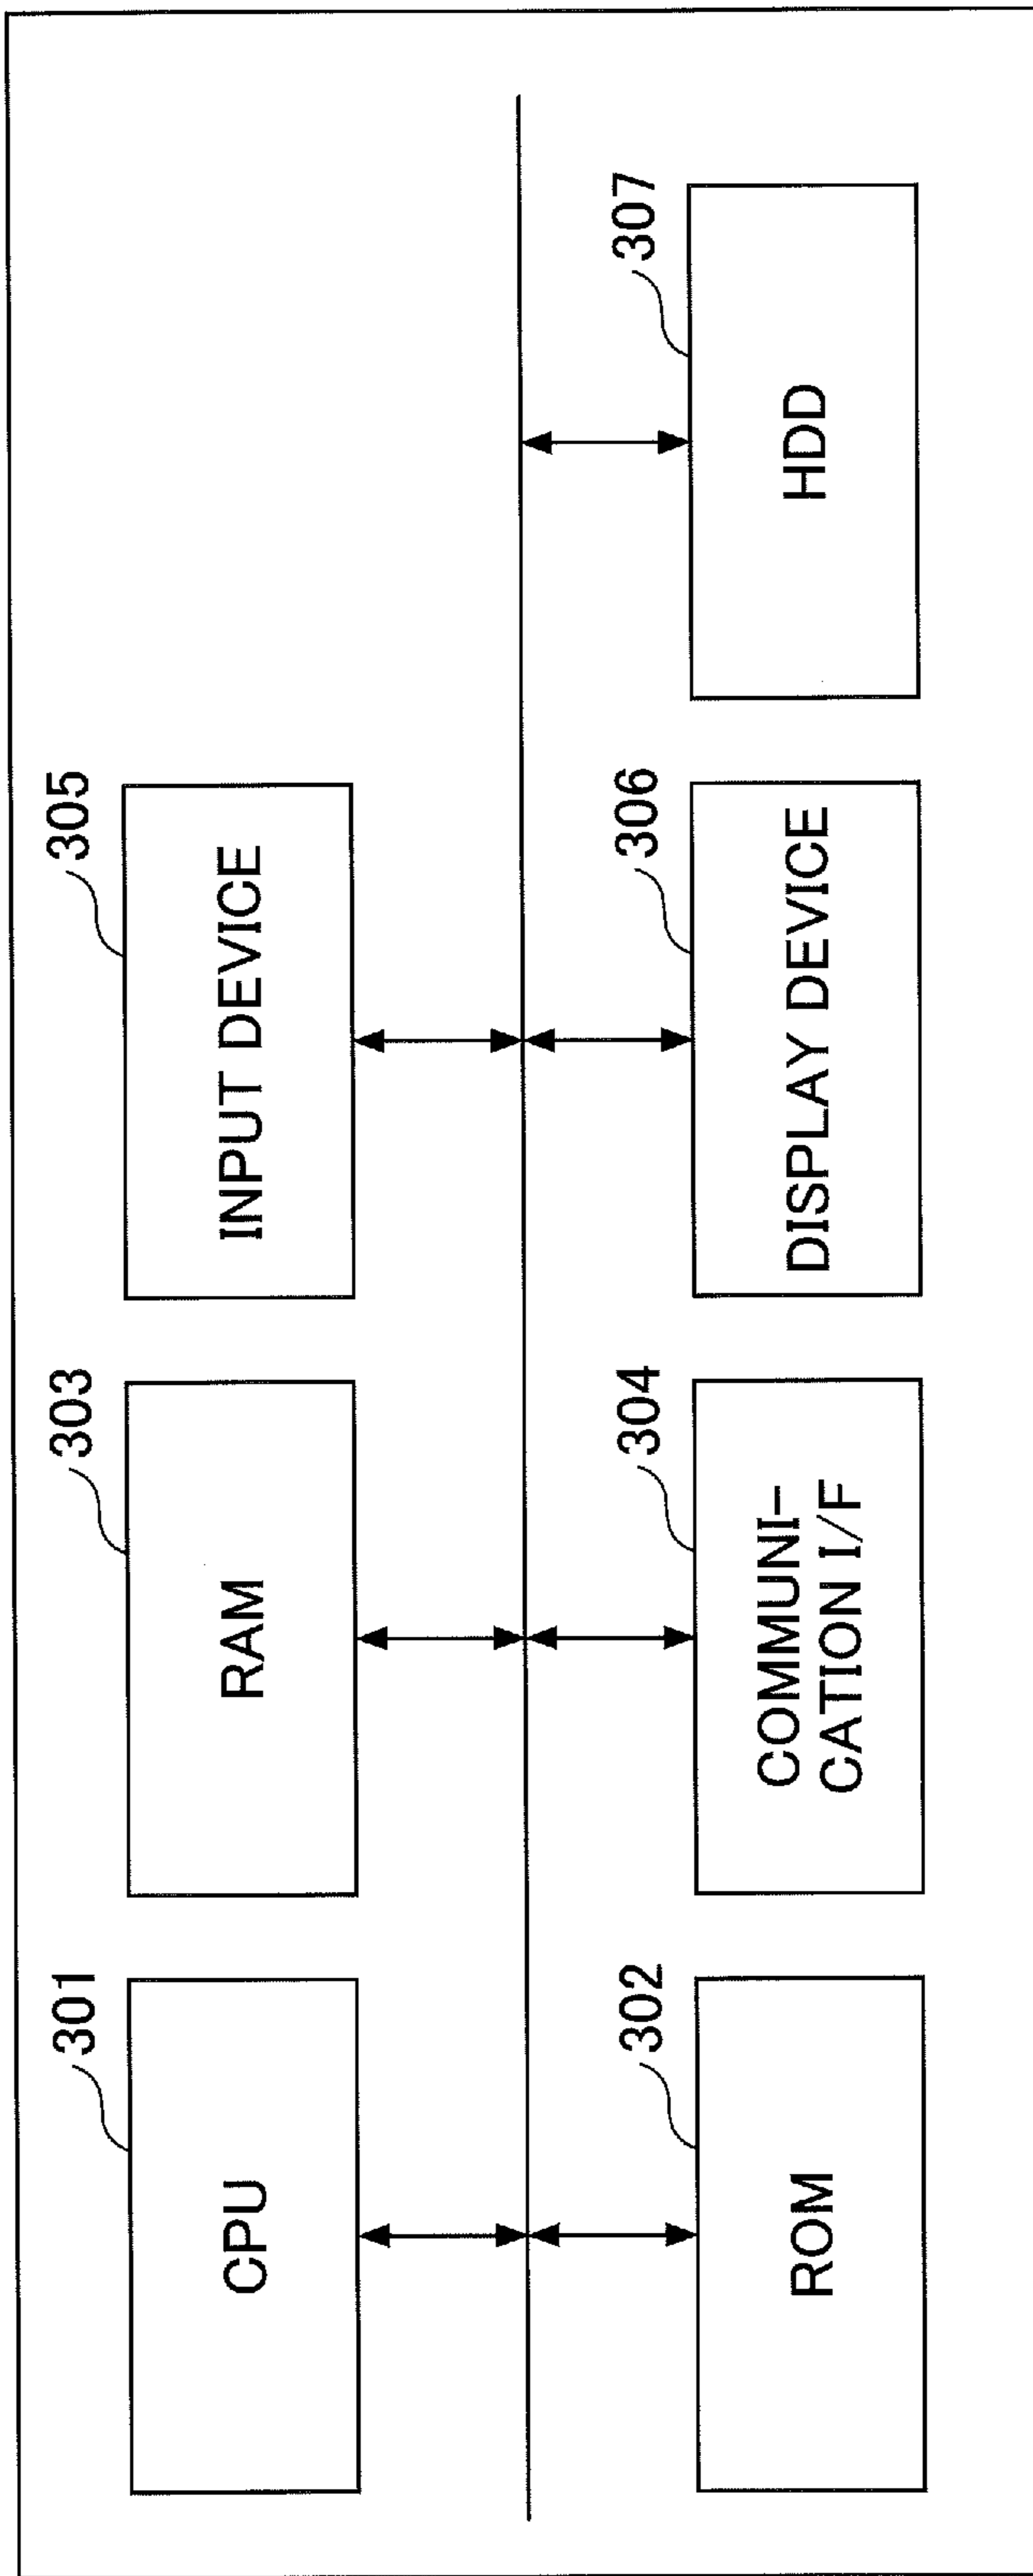 301
CPU
303
RAM
305
INPUT DEVICE
302
ROM
304
COMMUNI-
CATION I/F
306
DISPLAY DEVICE
307
HDD